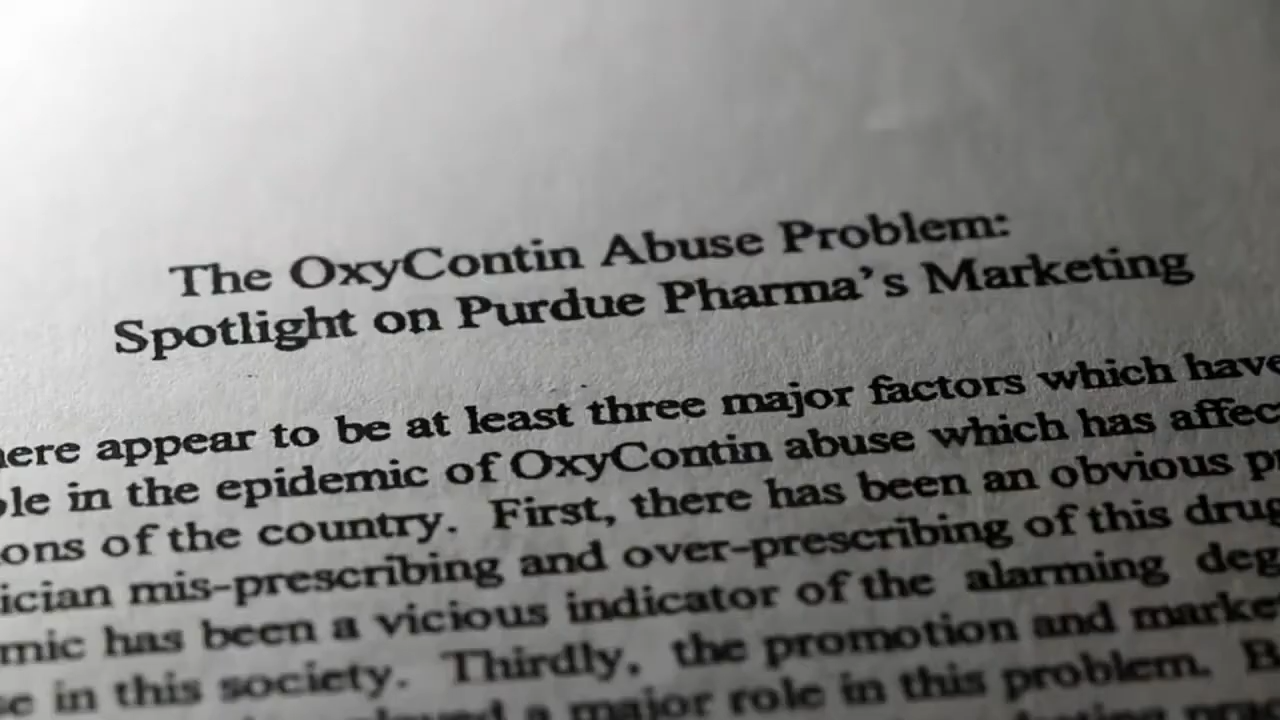 The OxyContin Abuse Problem:
Spotlight on Purdue Pharma's Marketing
here appear to be at least three major factors which have
le in the epidemic of OxyContin abuse which has affec
ons of the country. First, there has been an obvious p
ician mis-prescribing and over-prescribing of this drug
mic has been a vicious indicator of the alarming deg
se in this society. Thirdly, the promotion and marke
a major role in this problem. B